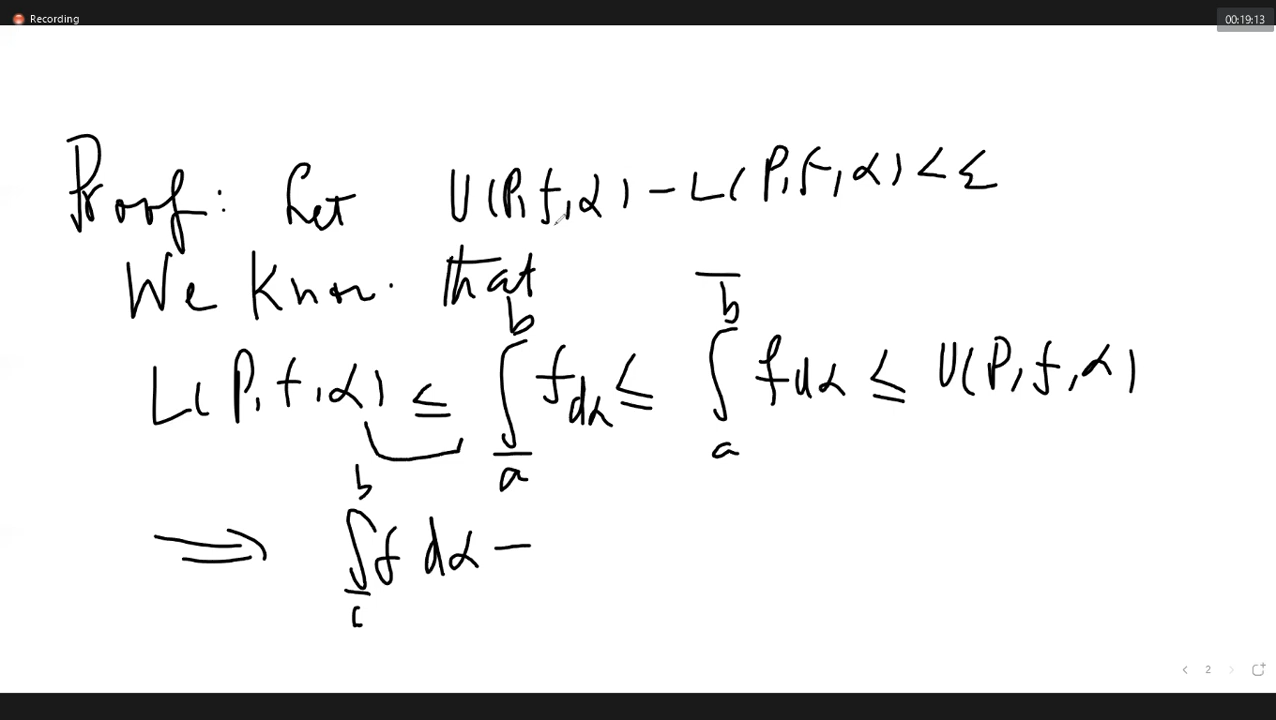 Recording
00:19:13
Proof: Let U(P,f,α) - L(P,f,α) < ε
We Know that
L(P,f,α) ≤ ∫_a^b f dα ≤ ∫_a^b f dα ≤ U(P,f,α)
⇒ ∫^b f dα -
2